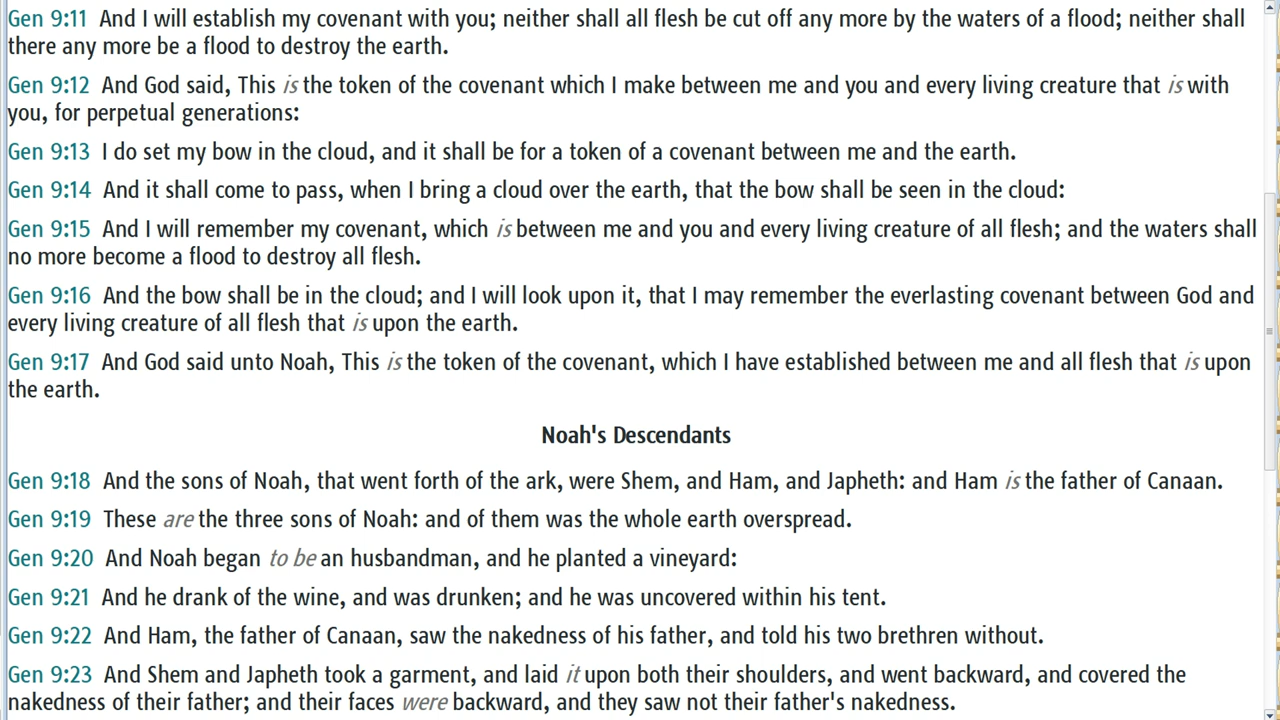 Gen 9:11 And I will establish my covenant with you; neither shall all flesh be cut off any more by the waters of a flood; neither shall
there any more be a flood to destroy the earth.
Gen 9:12 And God said, This is the token of the covenant which I make between me and you and every living creature that is with
you, for perpetual generations:
Gen 9:13 I do set my bow in the cloud, and it shall be for a token of a covenant between me and the earth.
Gen 9:14 And it shall come to pass, when I bring a cloud over the earth, that the bow shall be seen in the cloud:
Gen 9:15 And I will remember my covenant, which is between me and you and every living creature of all flesh; and the waters shall
no more become a flood to destroy all flesh.
Gen 9:16 And the bow shall be in the cloud; and I will look upon it, that I may remember the everlasting covenant between God and
every living creature of all flesh that is upon the earth.
Gen 9:17 And God said unto Noah, This is the token of the covenant, which I have established between me and all flesh that is upon
the earth.
Noah's Descendants
Gen 9:18 And the sons of Noah, that went forth of the ark, were Shem, and Ham, and Japheth: and Ham is the father of Canaan.
Gen 9:19 These are the three sons of Noah: and of them was the whole earth overspread.
Gen 9:20 And Noah began to be an husbandman, and he planted a vineyard:
Gen 9:21 And he drank of the wine, and was drunken; and he was uncovered within his tent.
Gen 9:22 And Ham, the father of Canaan, saw the nakedness of his father, and told his two brethren without.
Gen 9:23 And Shem and Japheth took a garment, and laid it upon both their shoulders, and went backward, and covered the
nakedness of their father; and their faces were backward, and they saw not their father's nakedness.